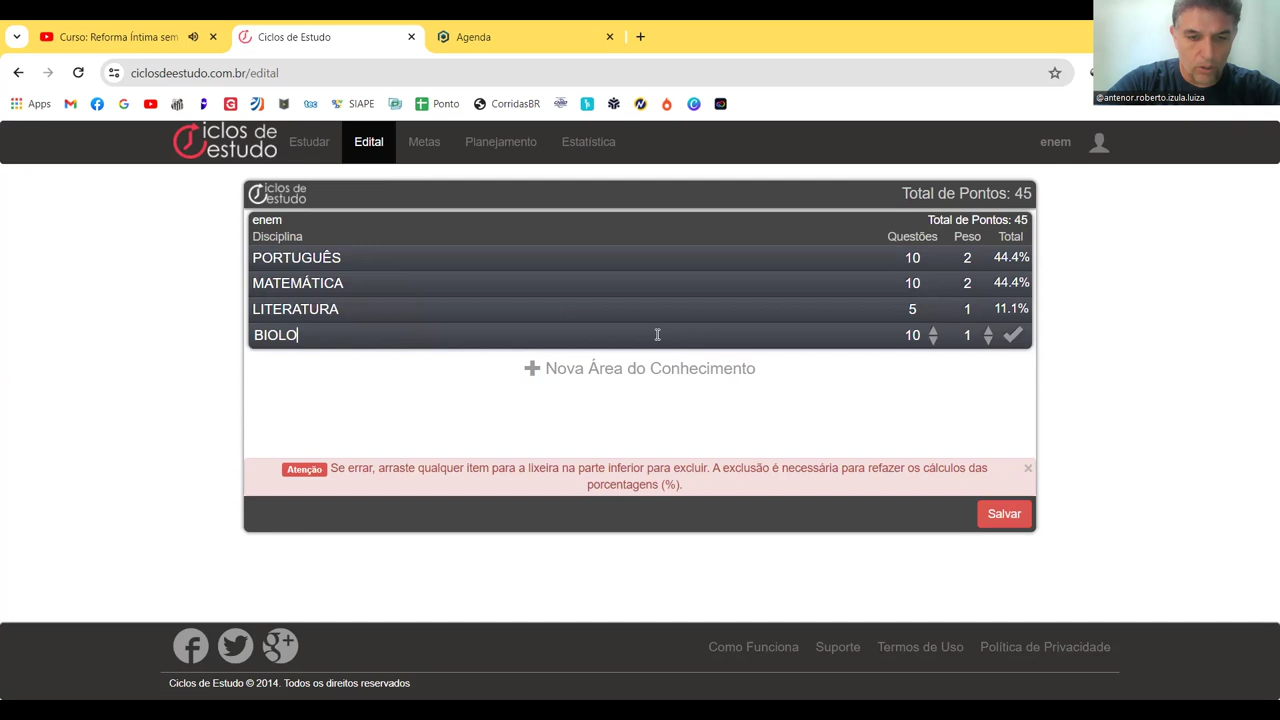 Curso: Reforma Íntima sem
Ciclos de Estudo
Agenda
ciclosdeestudo.com.br/edital
Apps
SIAPE
Ponto
CorridasBR
@antenor.roberto.izula.luiza
Ciclos de estudo
Estudar
Edital
Metas
Planejamento
Estatística
enem
iclos de estudo
Total de Pontos: 45
enem
Total de Pontos: 45
Disciplina
Questões
Peso
Total
PORTUGUÊS 10 2 44.4%
MATEMÁTICA 10 2 44.4%
LITERATURA 5 1 11.1%
BIOLO 10 1
Nova Área do Conhecimento
Atenção Se errar, arraste qualquer ítem para a lixeira na parte inferior para excluir. A exclusão é necessária para refazer os cálculos das
porcentagens (%).
Salvar
Como Funciona
Suporte
Termos de Uso
Política de Privacidade
Ciclos de Estudo © 2014. Todos os direitos reservados